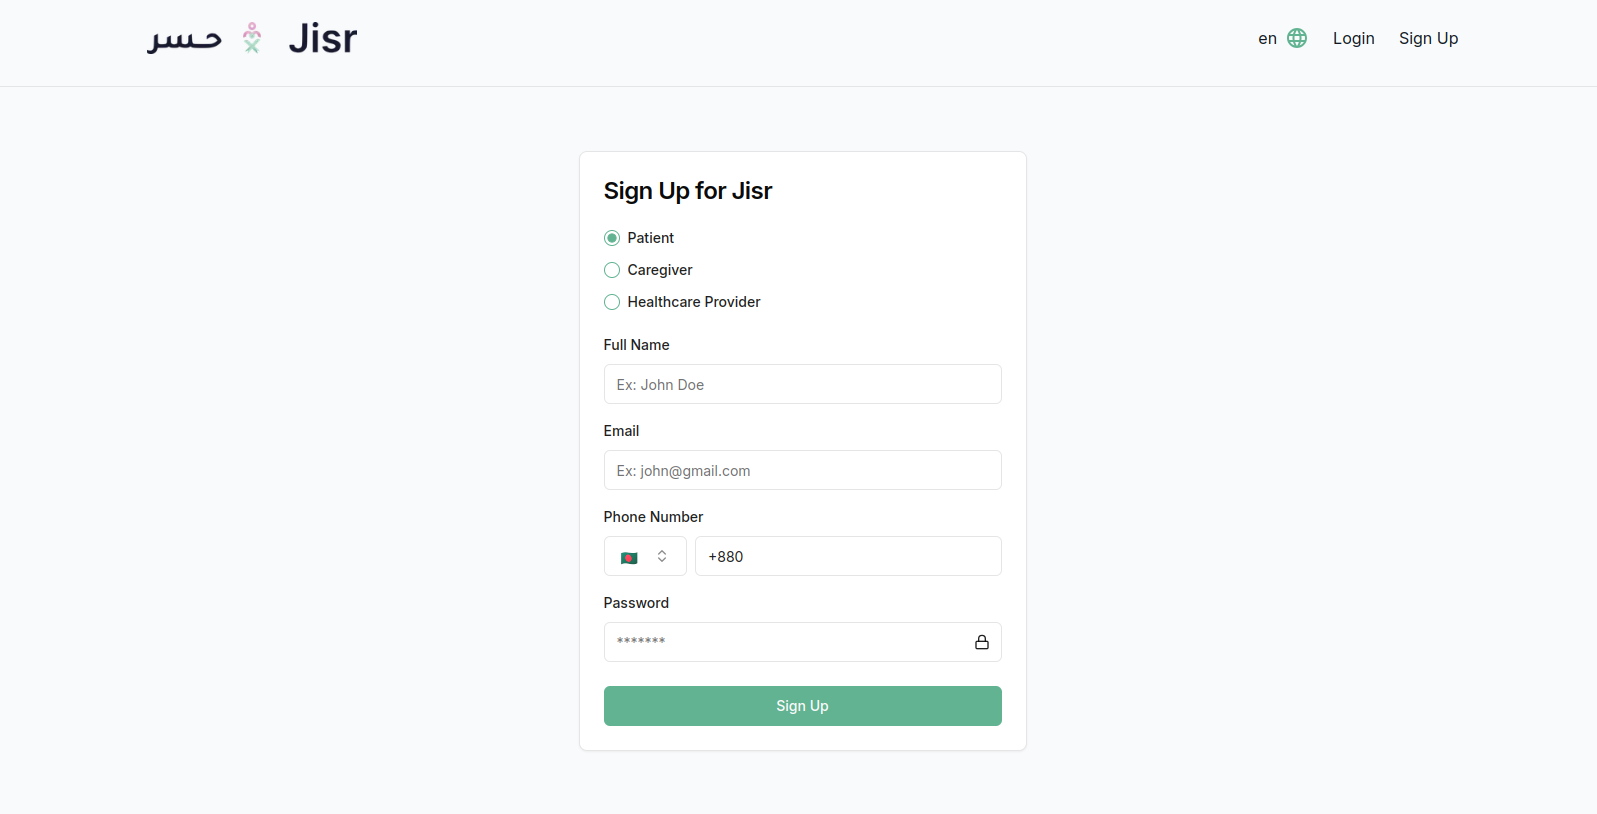 حسر Jisr
en Login Sign Up
Sign Up for Jisr
Patient
Caregiver
Healthcare Provider
Full Name
Ex: John Doe
Email
Ex: john@gmail.com
Phone Number
+880
Password
*******
Sign Up